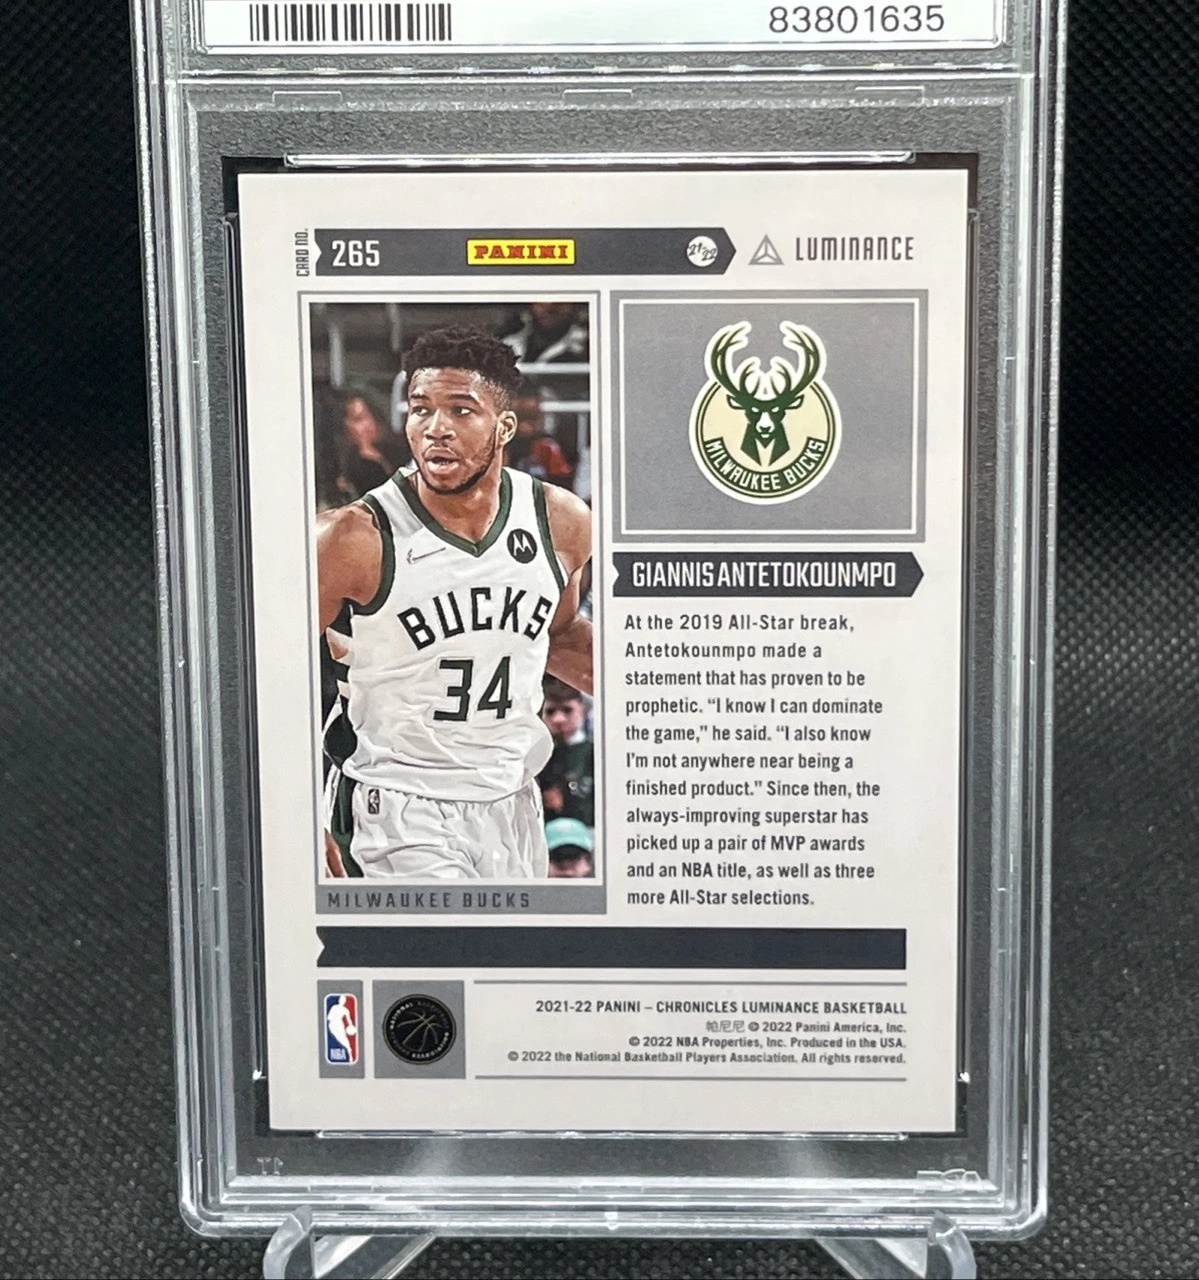 83801635
CARD NO.
265
PANINI
21-22
LUMINANCE
MILWAUKEE BUCKS
GIANNIS ANTETOKOUNMPO
BUCKS
34
At the 2019 All-Star break,
Antetokounmpo made a
statement that has proven to be
prophetic. “I know I can dominate
the game,” he said. “I also know
I’m not anywhere near being a
finished product.” Since then, the
always-improving superstar has
picked up a pair of MVP awards
and an NBA title, as well as three
more All-Star selections.
MILWAUKEE BUCKS
NBA
NATIONAL BASKETBALL
PLAYERS ASSOCIATION
2021-22 PANINI – CHRONICLES LUMINANCE BASKETBALL
帕尼尼 © 2022 Panini America, Inc.
© 2022 NBA Properties, Inc. Produced in the USA.
© 2022 the National Basketball Players Association. All rights reserved.